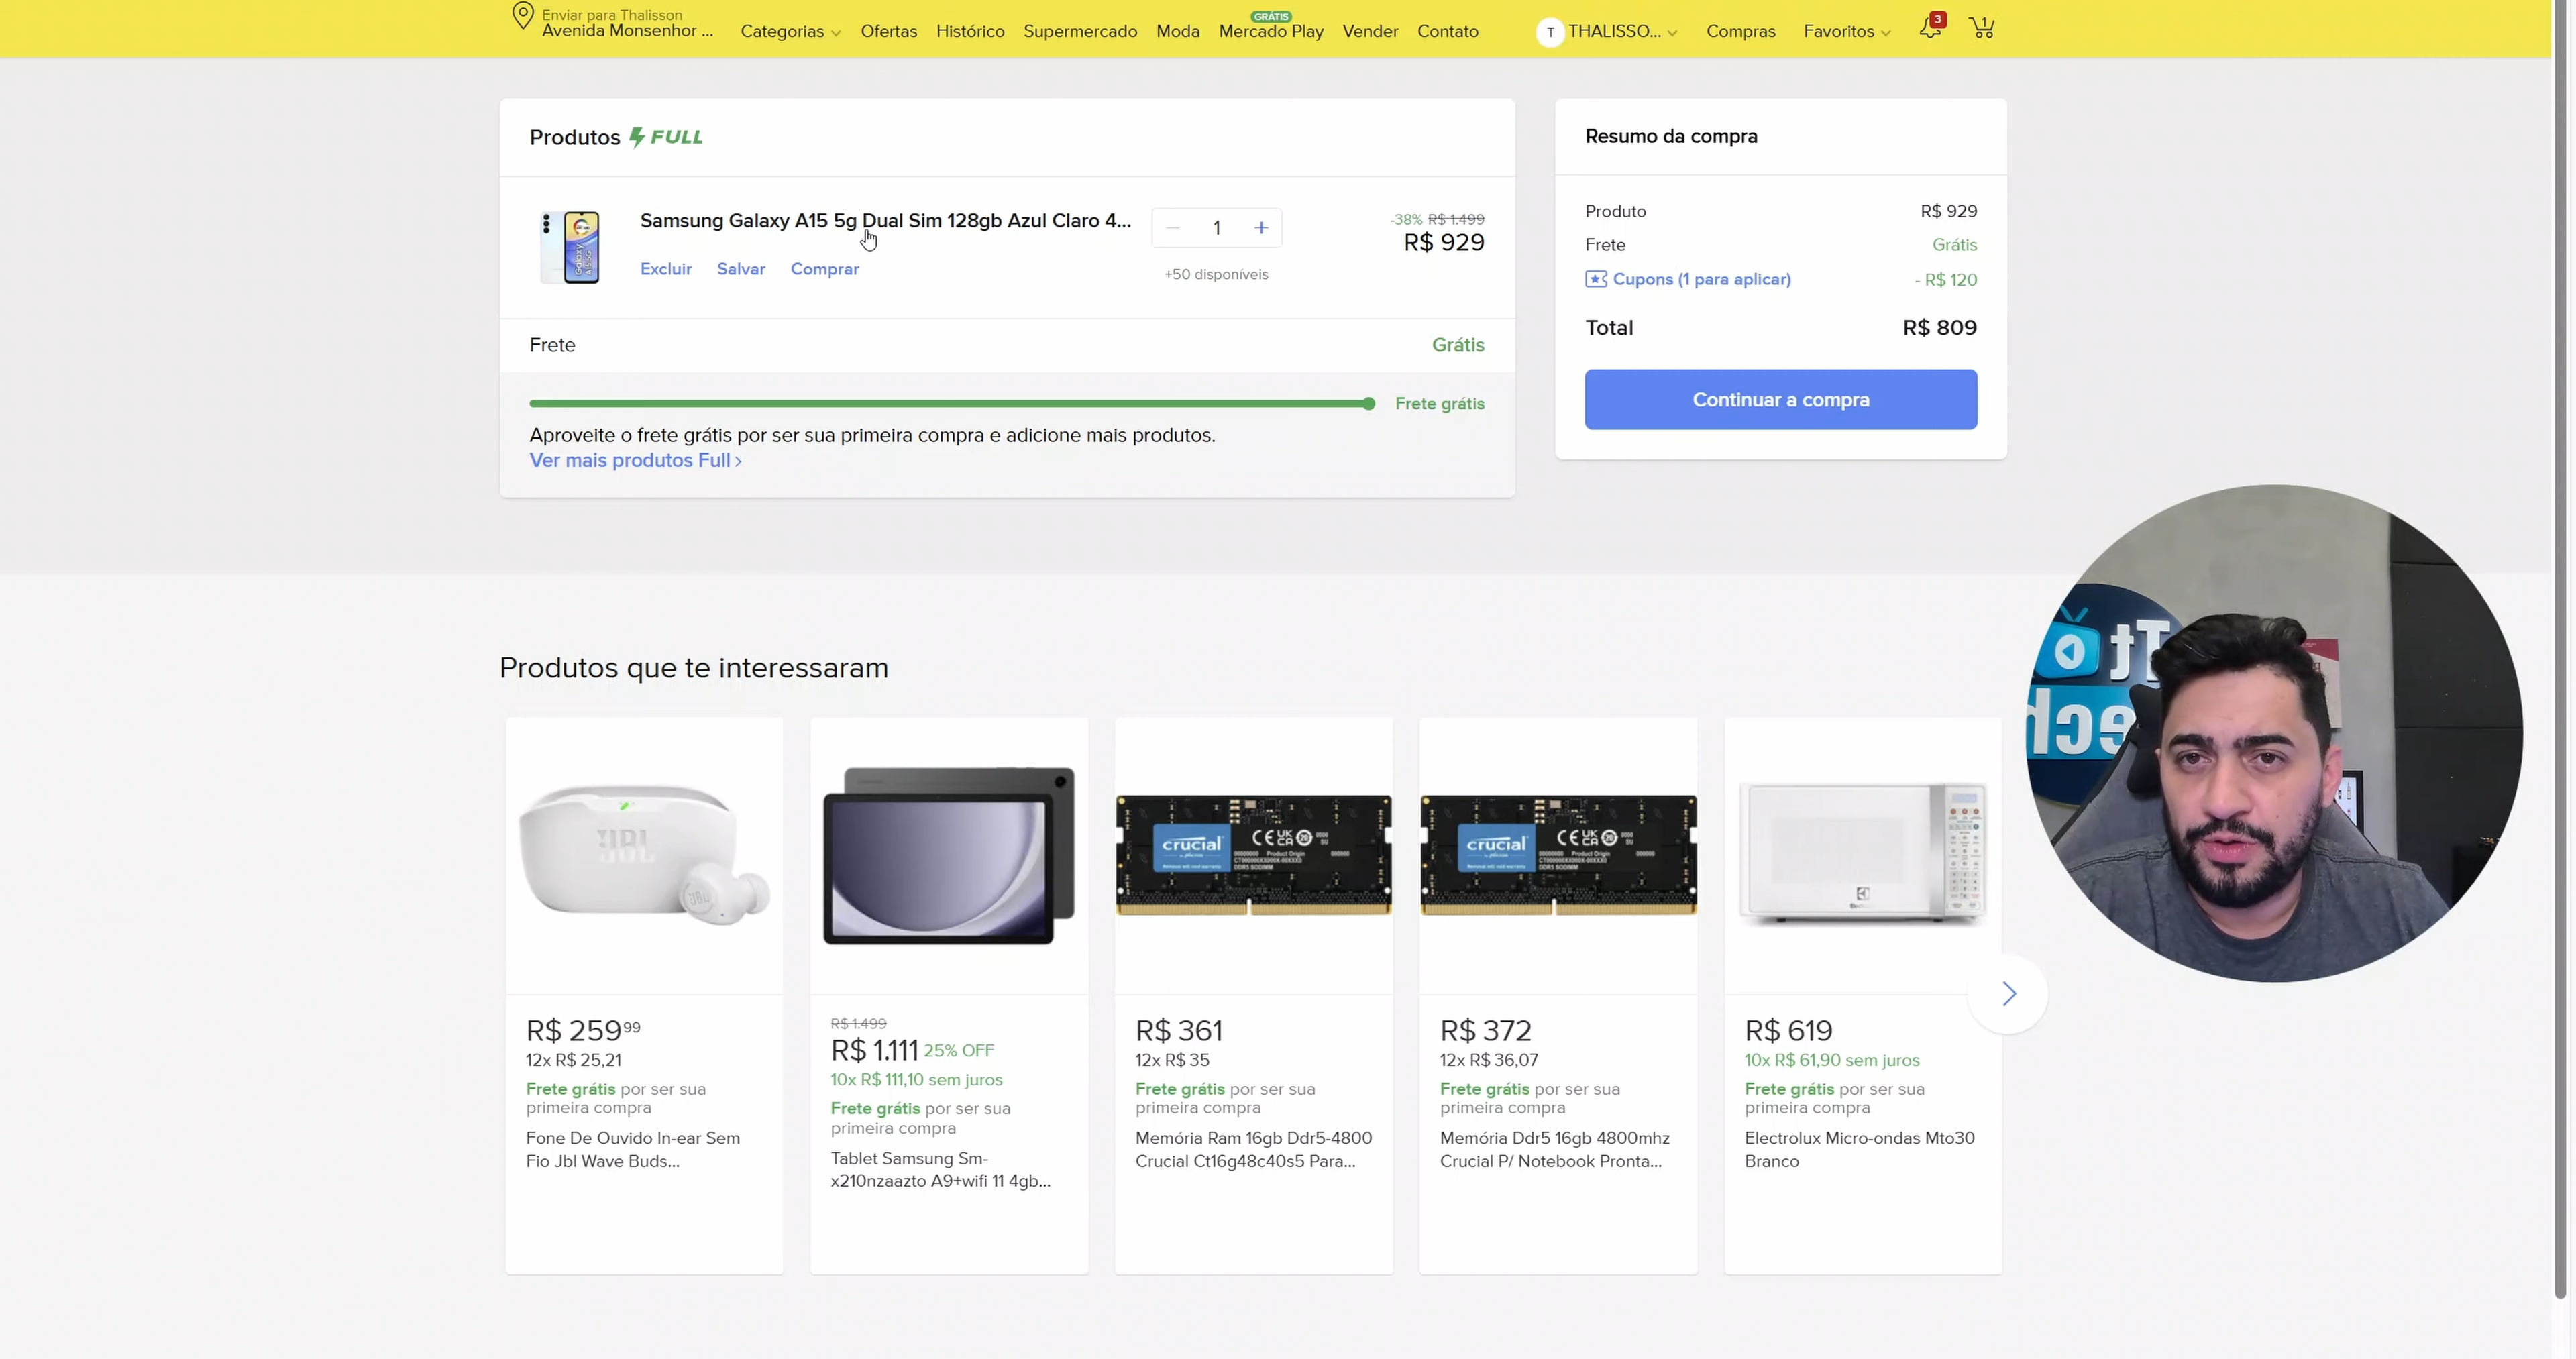 Enviar para Thalisson
Avenida Monsenhor ...
Categorias
Ofertas
Histórico
Supermercado
Moda
GRÁTIS
Mercado Play
Vender
Contato
T
THALISSO...
Compras
Favoritos
3
1
Produtos FULL
Samsung Galaxy A15 5g Dual Sim 128gb Azul Claro 4...
Excluir
Salvar
Comprar
1
+50 disponíveis
-38% R$ 1.499
R$ 929
Frete
Grátis
Frete grátis
Aproveite o frete grátis por ser sua primeira compra e adicione mais produtos.
Ver mais produtos Full
Resumo da compra
Produto R$ 929
Frete Grátis
Cupons (1 para aplicar) - R$ 120
Total R$ 809
Continuar a compra
Produtos que te interessaram
JBL
R$ 259 99
12x R$ 25,21
Frete grátis por ser sua
primeira compra
Fone De Ouvido In-ear Sem
Fio Jbl Wave Buds...
R$ 1.499
R$ 1.111 25% OFF
10x R$ 111,10 sem juros
Frete grátis por ser sua
primeira compra
Tablet Samsung Sm-
x210nzaazto A9+wifi 11 4gb...
crucial
R$ 361
12x R$ 35
Frete grátis por ser sua
primeira compra
Memória Ram 16gb Ddr5-4800
Crucial Ct16g48c40s5 Para...
crucial
R$ 372
12x R$ 36,07
Frete grátis por ser sua
primeira compra
Memória Ddr5 16gb 4800mhz
Crucial P/ Notebook Pronta...
R$ 619
10x R$ 61,90 sem juros
Frete grátis por ser sua
primeira compra
Electrolux Micro-ondas Mto30
Branco